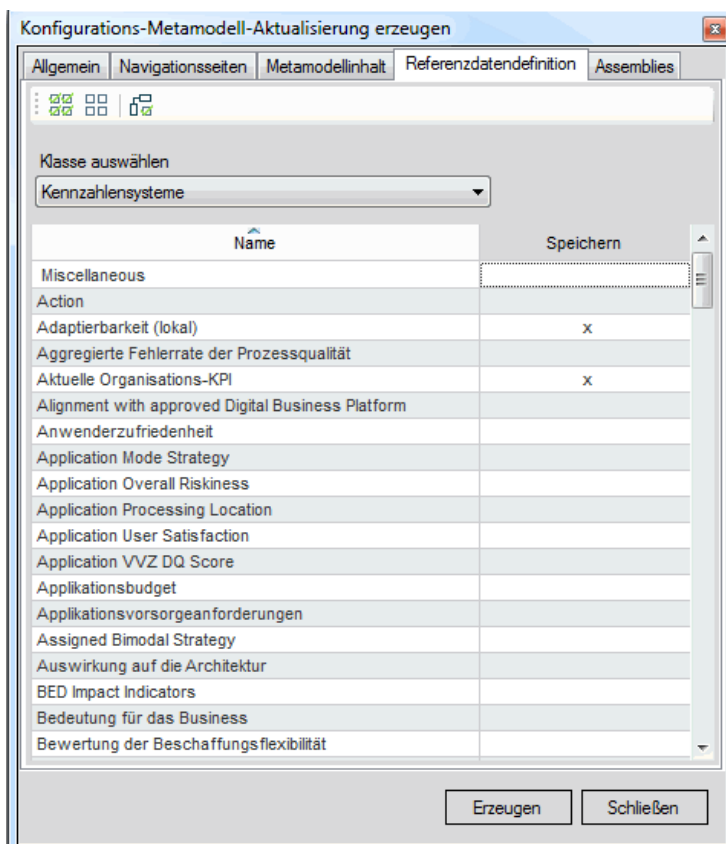 Konfigurations-Metamodell-Aktualisierung erzeugen
Allgemein Navigationsseiten Metamodellinhalt Referenzdatendefinition Assemblies
Klasse auswählen
Kennzahlensysteme
Name Speichern
Miscellaneous
Action
Adaptierbarkeit (lokal) x
Aggregierte Fehlerrate der Prozessqualität
Aktuelle Organisations-KPI x
Alignment with approved Digital Business Platform
Anwenderzufriedenheit
Application Mode Strategy
Application Overall Riskiness
Application Processing Location
Application User Satisfaction
Application VVZ DQ Score
Applikationsbudget
Applikationsvorsorgeanforderungen
Assigned Bimodal Strategy
Auswirkung auf die Architektur
BED Impact Indicators
Bedeutung für das Business
Bewertung der Beschaffungsflexibilität
Erzeugen Schließen